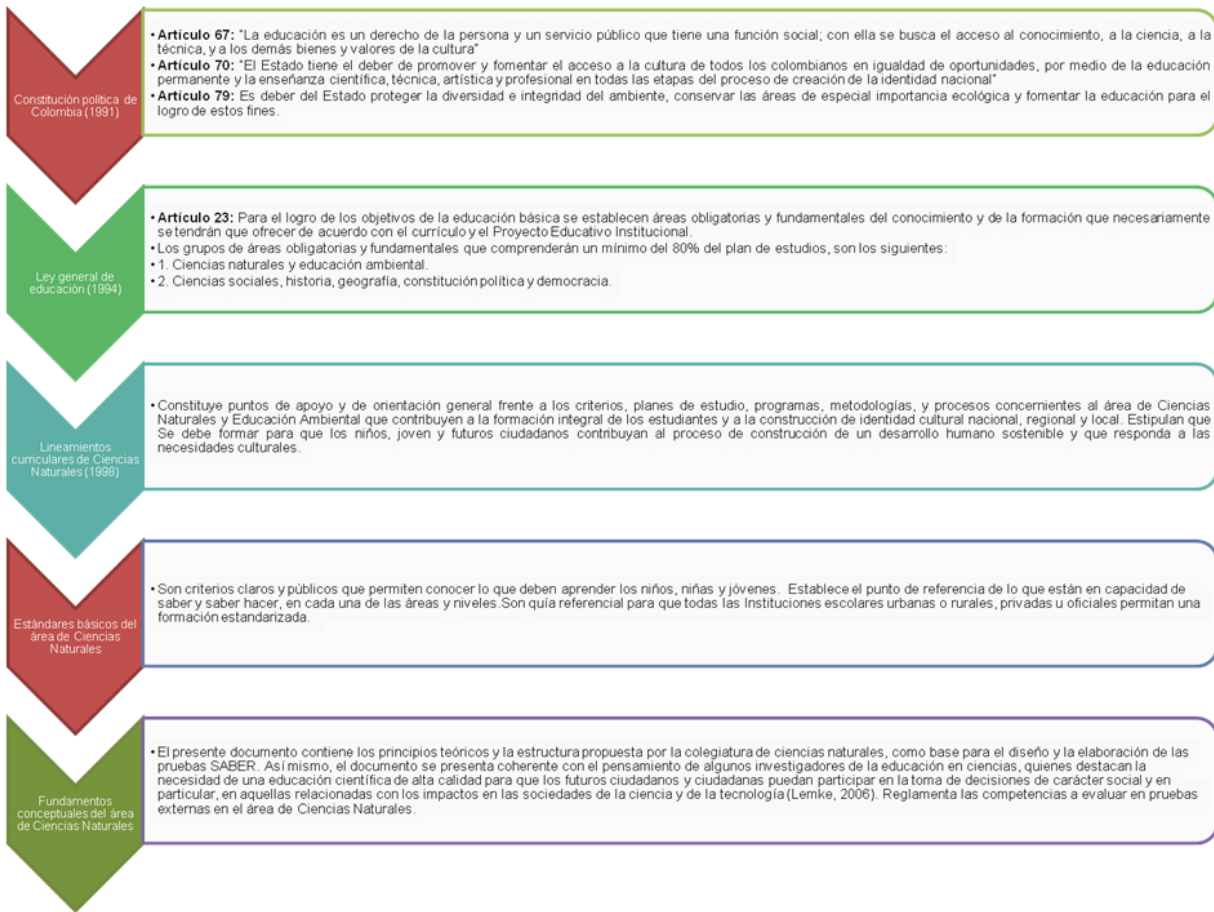 Constitución política de
Colombia (1991)
• Artículo 67: "La educación es un derecho de la persona y un servicio público que tiene una función social; con ella se busca el acceso al conocimiento, a la ciencia, a la
técnica, y a los demás bienes y valores de la cultura"
• Artículo 70: "El Estado tiene el deber de promover y fomentar el acceso a la cultura de todos los colombianos en igualdad de oportunidades, por medio de la educación
permanente y la enseñanza científica, técnica, artística y profesional en todas las etapas del proceso de creación de la identidad nacional"
• Artículo 79: Es deber del Estado proteger la diversidad e integridad del ambiente, conservar las áreas de especial importancia ecológica y fomentar la educación para el
logro de estos fines.
Ley general de
educación (1994)
• Artículo 23: Para el logro de los objetivos de la educación básica se establecen áreas obligatorias y fundamentales del conocimiento y de la formación que necesariamente
se tendrán que ofrecer de acuerdo con el currículo y el Proyecto Educativo Institucional.
• Los grupos de áreas obligatorias y fundamentales que comprenderán un mínimo del 80% del plan de estudios, son los siguientes:
• 1. Ciencias naturales y educación ambiental.
• 2. Ciencias sociales, historia, geografía, constitución política y democracia.
Lineamientos
curriculares de Ciencias
Naturales (1998)
• Constituye puntos de apoyo y de orientación general frente a los criterios, planes de estudio, programas, metodologías, y procesos concernientes al área de Ciencias
Naturales y Educación Ambiental que contribuyen a la formación integral de los estudiantes y a la construcción de identidad cultural nacional, regional y local. Estipulan que
Se debe formar para que los niños, joven y futuros ciudadanos contribuyan al proceso de construcción de un desarrollo humano sostenible y que responda a las
necesidades culturales.
Estándares básicos del
área de Ciencias
Naturales
• Son criterios claros y públicos que permiten conocer lo que deben aprender los niños, niñas y jóvenes. Establece el punto de referencia de lo que están en capacidad de
saber y saber hacer, en cada una de las áreas y niveles.Son quía referencial para que todas las Instituciones escolares urbanas o rurales, privadas u oficiales permitan una
formación estandarizada.
Fundamentos
conceptuales del área
de Ciencias Naturales
• El presente documento contiene los principios teóricos y la estructura propuesta por la colegiatura de ciencias naturales, como base para el diseño y la elaboración de las
pruebas SABER. Así mismo, el documento se presenta coherente con el pensamiento de algunos investigadores de la educación en ciencias, quienes destacan la
necesidad de una educación científica de alta calidad para que los futuros ciudadanos y ciudadanas puedan participar en la toma de decisiones de carácter social y en
particular, en aquellas relacionadas con los impactos en las sociedades de la ciencia y de la tecnología (Lemke, 2006). Reglamenta las competencias a evaluar en pruebas
externas en el área de Ciencias Naturales.